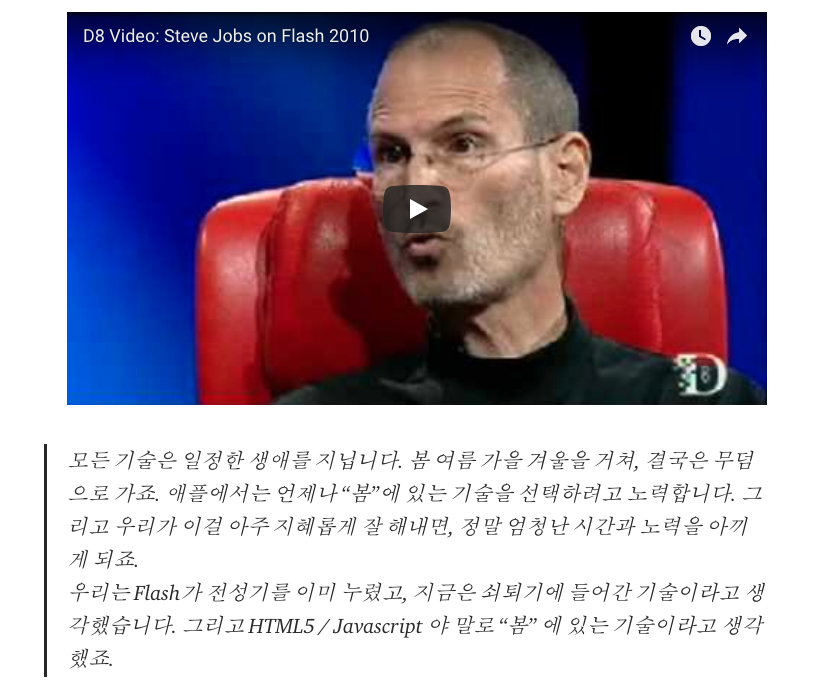 D8 Video: Steve Jobs on Flash 2010
D8
모든 기술은 일정한 생애를 지닙니다. 봄 여름 가을 겨울을 거쳐, 결국은 무덤
으로 가죠. 애플에서는 언제나 “봄”에 있는 기술을 선택하려고 노력합니다. 그
리고 우리가 이걸 아주 지혜롭게 잘 해내면, 정말 엄청난 시간과 노력을 아끼
게 되죠.
우리는 Flash가 전성기를 이미 누렸고, 지금은 쇠퇴기에 들어간 기술이라고 생
각했습니다. 그리고 HTML5 / Javascript 야 말로 “봄” 에 있는 기술이라고 생각
했죠.